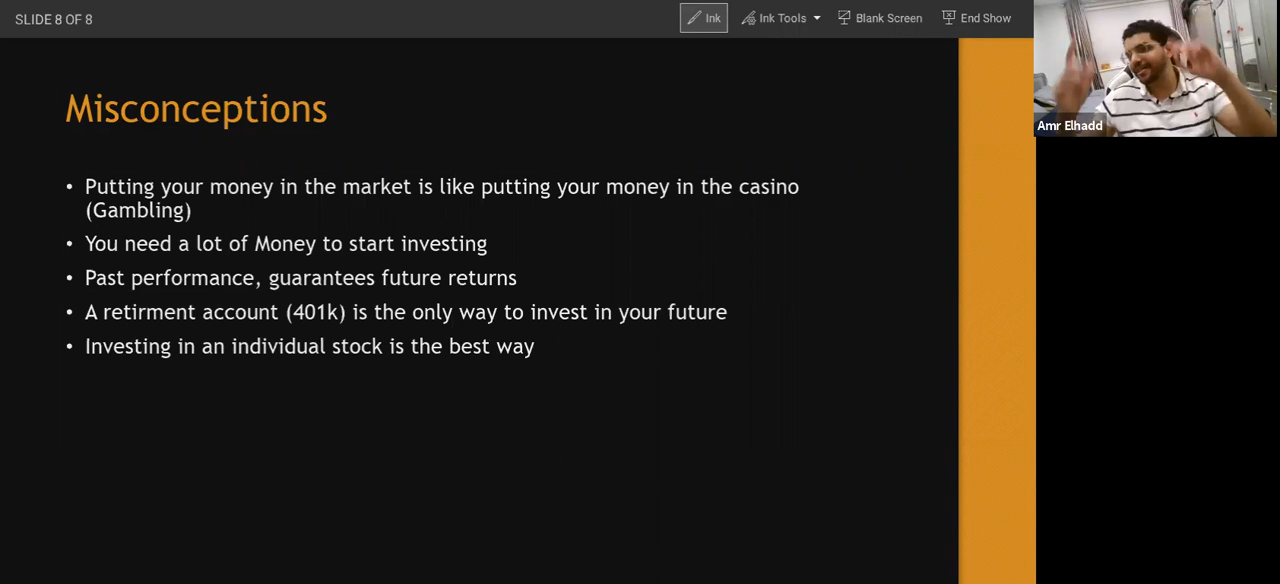 SLIDE 8 OF 8
Ink
Ink Tools
Blank Screen
End Show
Amr Elhadd
Misconceptions
• Putting your money in the market is like putting your money in the casino
(Gambling)
• You need a lot of Money to start investing
• Past performance, guarantees future returns
• A retirment account (401k) is the only way to invest in your future
• Investing in an individual stock is the best way